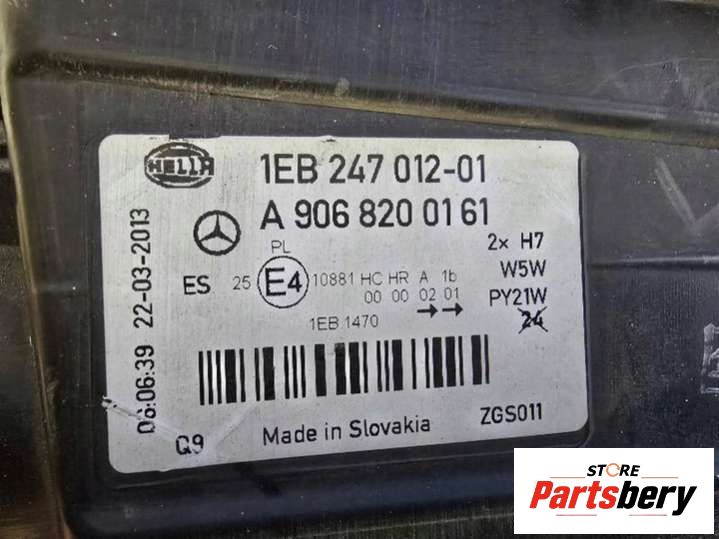 HELLA
1EB 247 012-01
A 906 820 01 61
PL
2x H7
ES 25 E4 10881 HC HR A 1b
W5W
00 00 02 01
PY21W
1EB 1470
24
06:06:39 22-03-2013
Q9
Made in Slovakia
ZGS011
STORE
Partsbery